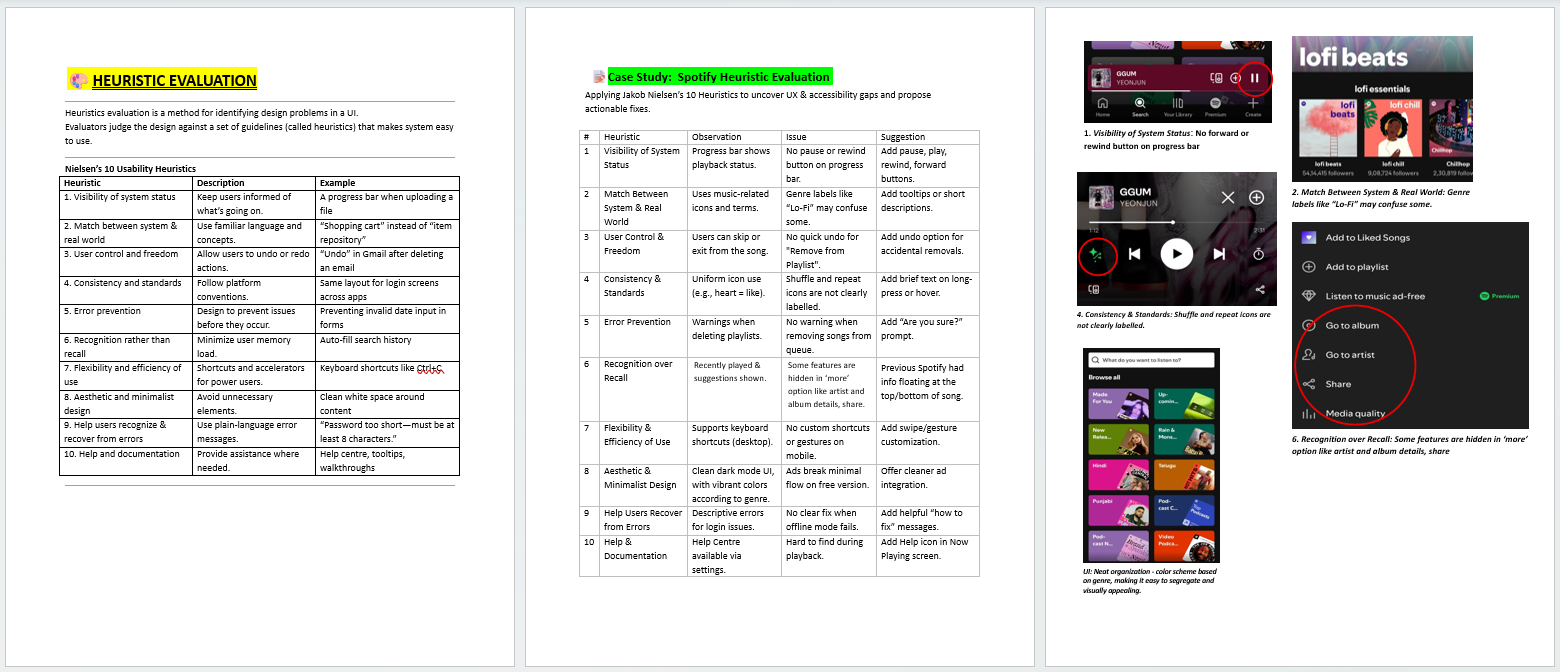 HEURISTIC EVALUATION
Heuristics evaluation is a method for identifying design problems in a UI.
Evaluators judge the design against a set of guidelines (called heuristics) that makes system easy
to use.
Nielsen's 10 Usability Heuristics
Heuristic Description Example
1. Visibility of system status Keep users informed of A progress bar when uploading a
what's going on. file
2. Match between system & Use familiar language and "Shopping cart" instead of "item
real world concepts. repository"
3. User control and freedom Allow users to undo or redo "Undo" in Gmail after deleting
actions. an email
4. Consistency and standards Follow platform Same layout for login screens
conventions. across apps
5. Error prevention Design to prevent issues Preventing invalid date input in
before they occur. forms
6. Recognition rather than Minimize user memory Auto-fill search history
recall load.
7. Flexibility and efficiency of Shortcuts and accelerators Keyboard shortcuts like Ctrl+C.
use for power users.
8. Aesthetic and minimalist Avoid unnecessary Clean white space around
design elements. content
9. Help users recognize & Use plain-language error "Password too short—must be at
recover from errors messages. least 8 characters."
10. Help and documentation Provide assistance where Help centre, tooltips,
needed. walkthroughs
Case Study: Spotify Heuristic Evaluation
Applying Jakob Nielsen's 10 Heuristics to uncover UX & accessibility gaps and propose
actionable fixes.
# Heuristic Observation Issue Suggestion
1 Visibility of System Progress bar shows No pause or rewind Add pause, play,
Status playback status. button on progress rewind, forward
bar. buttons.
2 Match Between Uses music-related Genre labels like Add tooltips or short
System & Real icons and terms. "Lo-Fi" may confuse descriptions.
World some.
3 User Control & Users can skip or No quick undo for Add undo option for
Freedom exit from the song. "Remove from accidental removals.
Playlist".
4 Consistency & Uniform icon use Shuffle and repeat Add brief text on long-
Standards (e.g., heart = like). icons are not clearly press or hover.
labelled.
5 Error Prevention Warnings when No warning when Add "Are you sure?"
deleting playlists. removing songs from prompt.
queue.
6 Recognition over Recently played & Some features are Previous Spotify had
Recall suggestions shown. hidden in 'more' info floating at the
option like artist and top/bottom of song.
album details, share.
7 Flexibility & Supports keyboard No custom shortcuts Add swipe/gesture
Efficiency of Use shortcuts (desktop). or gestures on customization.
mobile.
8 Aesthetic & Clean dark mode UI, Ads break minimal Offer cleaner ad
Minimalist Design with vibrant colors flow on free version. integration.
according to genre.
9 Help Users Recover Descriptive errors No clear fix when Add helpful "how to
from Errors for login issues. offline mode fails. fix" messages.
10 Help & Help Centre Hard to find during Add Help icon in Now
Documentation available via playback. Playing screen.
settings.
GGUM
YEONJUN
Home Search Your Library Premium Create
1. Visibility of System Status: No forward or
rewind button on progress bar
lofi beats
lofi essentials
lofi beats
lofi chill
Chillhop
lofi beats lofi chill Chillhop
54,14,415 followers 9,08,724 followers 2,30,819 follow
2. Match Between System & Real World: Genre
labels like "Lo-Fi" may confuse some.
GGUM
YEONJUN
1:12 2:31
4. Consistency & Standards: Shuffle and repeat icons are
not clearly labelled.
Add to Liked Songs
Add to playlist
Listen to music ad-free Premium
Go to album
Go to artist
Share
Media quality
6. Recognition over Recall: Some features are hidden in 'more'
option like artist and album details, share
What do you want to listen to?
Browse all
Made For You
Up-comin...
New Relea...
Rain & Mons...
Hindi
Telugu
Punjabi
Pod-cast C...
Pod-cast N...
Video Podca...
UI: Neat organization - color scheme based
on genre, making it easy to segregate and
visually appealing.